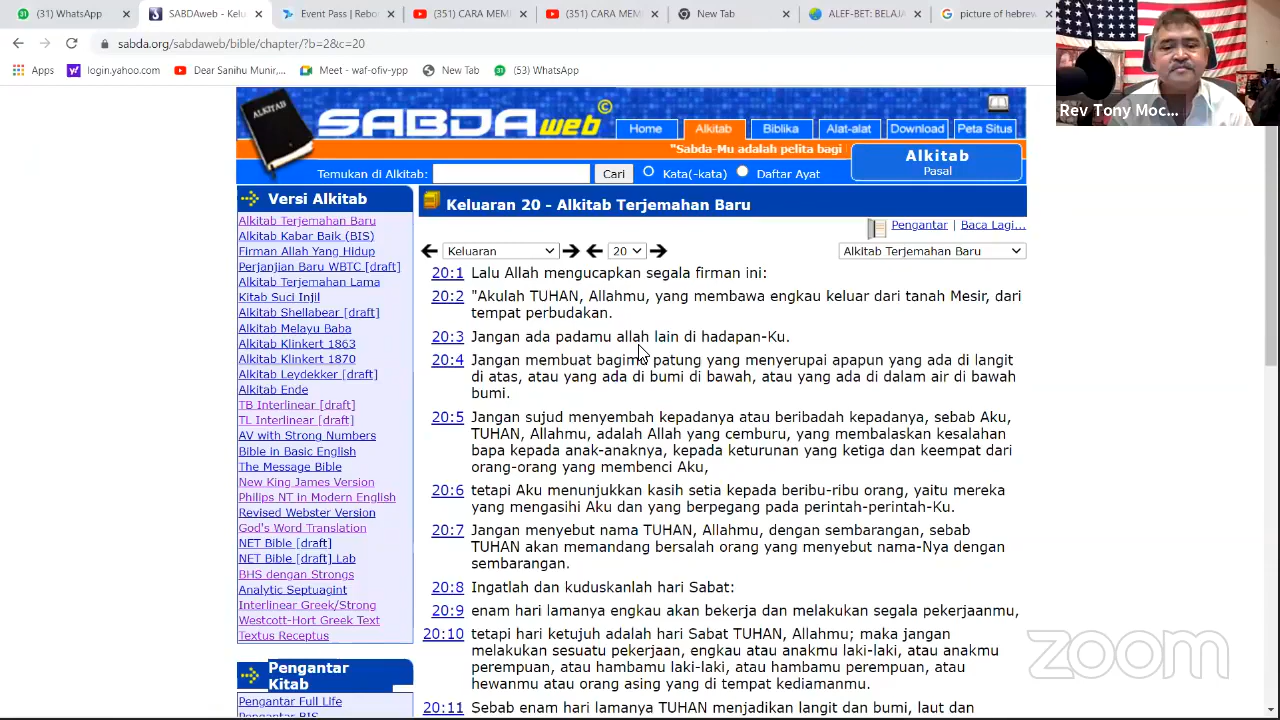 (31) WhatsApp
SABDAweb - Kelua
Event Pass | Rebo
(351) CARA MEM
(351) CARA MEM
New Tab
ALEF-BET: BELAJA
picture of hebrew
sabda.org/sabdaweb/bible/chapter/?b=2&c=20
Apps
login.yahoo.com
Dear Sanihu Munir,...
Meet - waf-ofiv-ypp
New Tab
(33) WhatsApp
Rev Tony Moc...
ALKITAB
SABDAweb©
Home
Alkitab
Biblika
Alat-alat
Download
Peta Situs
"Sabda-Mu adalah pelita bagi
Alkitab
Pasal
Temukan di Alkitab:
Cari
Kata(-kata)
Daftar Ayat
Versi Alkitab
Alkitab Terjemahan Baru
Alkitab Kabar Baik (BIS)
Firman Allah Yang Hidup
Perjanjian Baru WBTC [draft]
Alkitab Terjemahan Lama
Kitab Suci Injil
Alkitab Shellabear [draft]
Alkitab Melayu Baba
Alkitab Klinkert 1863
Alkitab Klinkert 1870
Alkitab Leydekker [draft]
Alkitab Ende
TB Interlinear [draft]
TL Interlinear [draft]
AV with Strong Numbers
Bible in Basic English
The Message Bible
New King James Version
Philips NT in Modern English
Revised Webster Version
God's Word Translation
NET Bible [draft]
NET Bible [draft] Lab
BHS dengan Strongs
Analytic Septuagint
Interlinear Greek/Strong
Westcott-Hort Greek Text
Textus Receptus
Pengantar
Kitab
Pengantar Full Life
Pengantar BIS
Keluaran 20 - Alkitab Terjemahan Baru
Pengantar | Baca Lagi...
Keluaran
20
Alkitab Terjemahan Baru
20:1 Lalu Allah mengucapkan segala firman ini:
20:2 "Akulah TUHAN, Allahmu, yang membawa engkau keluar dari tanah Mesir, dari
tempat perbudakan.
20:3 Jangan ada padamu allah lain di hadapan-Ku.
20:4 Jangan membuat bagimu patung yang menyerupai apapun yang ada di langit
di atas, atau yang ada di bumi di bawah, atau yang ada di dalam air di bawah
bumi.
20:5 Jangan sujud menyembah kepadanya atau beribadah kepadanya, sebab Aku,
TUHAN, Allahmu, adalah Allah yang cemburu, yang membalaskan kesalahan
bapa kepada anak-anaknya, kepada keturunan yang ketiga dan keempat dari
orang-orang yang membenci Aku,
20:6 tetapi Aku menunjukkan kasih setia kepada beribu-ribu orang, yaitu mereka
yang mengasihi Aku dan yang berpegang pada perintah-perintah-Ku.
20:7 Jangan menyebut nama TUHAN, Allahmu, dengan sembarangan, sebab
TUHAN akan memandang bersalah orang yang menyebut nama-Nya dengan
sembarangan.
20:8 Ingatlah dan kuduskanlah hari Sabat:
20:9 enam hari lamanya engkau akan bekerja dan melakukan segala pekerjaanmu,
20:10 tetapi hari ketujuh adalah hari Sabat TUHAN, Allahmu; maka jangan
melakukan sesuatu pekerjaan, engkau atau anakmu laki-laki, atau anakmu
perempuan, atau hambamu laki-laki, atau hambamu perempuan, atau
hewanmu atau orang asing yang di tempat kediamanmu.
20:11 Sebab enam hari lamanya TUHAN menjadikan langit dan bumi, laut dan
zoom